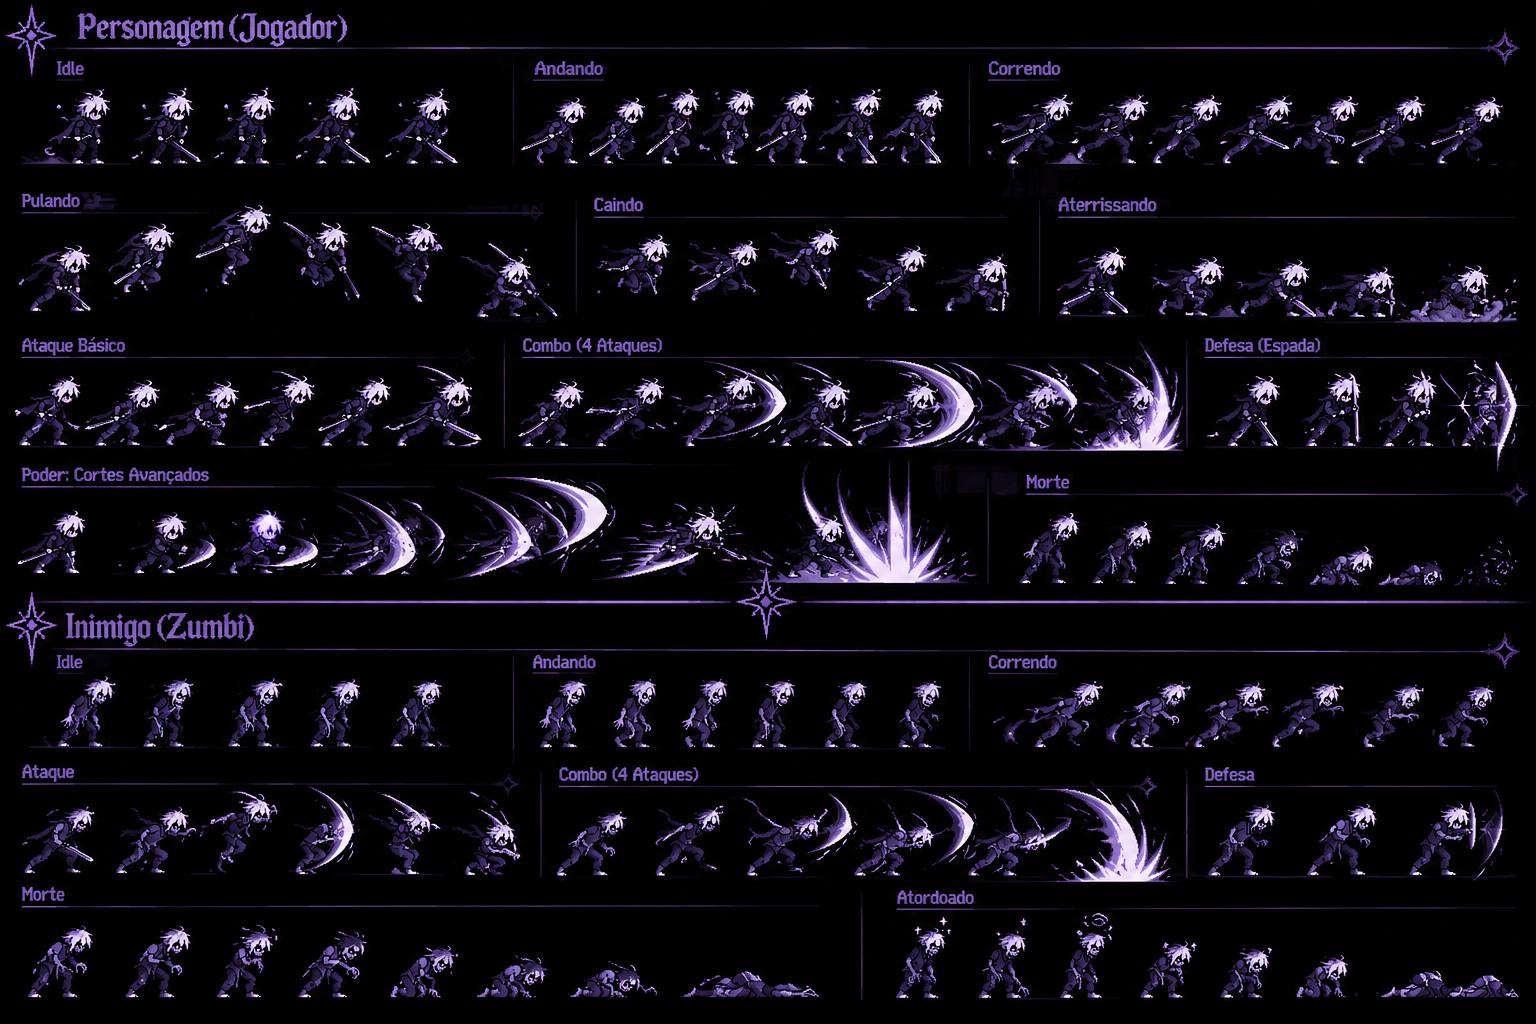 Personagem (Jogador)
Idle
Andando
Correndo
Pulando
Caindo
Aterrissando
Ataque Básico
Combo (4 Ataques)
Defesa (Espada)
Poder: Cortes Avançados
Morte
Inimigo (Zumbi)
Idle
Andando
Correndo
Ataque
Combo (4 Ataques)
Defesa
Morte
Atordoado